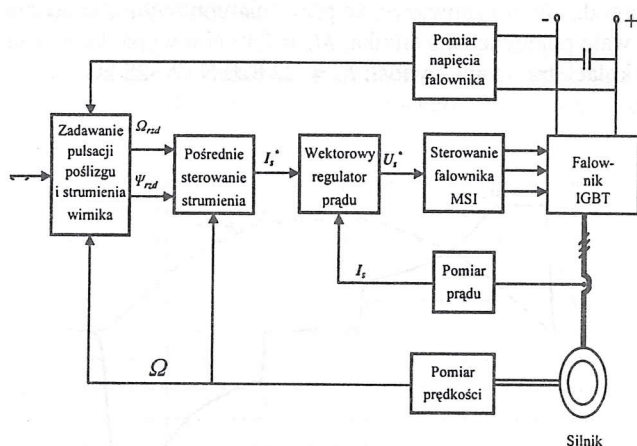 - +
Pomiar
napięcia
falownika
Zadawanie
pulsacji
poślizgu
i strumienia
wirnika
Ω_rzd
Ψ_rzd
Pośrednie
sterowanie
strumienia
I_s*
Wektorowy
regulator
prądu
U_s*
Sterowanie
falownika
MSI
Falow-
nik
IGBT
I_s
Pomiar
prądu
Ω
Pomiar
prędkości
Silnik